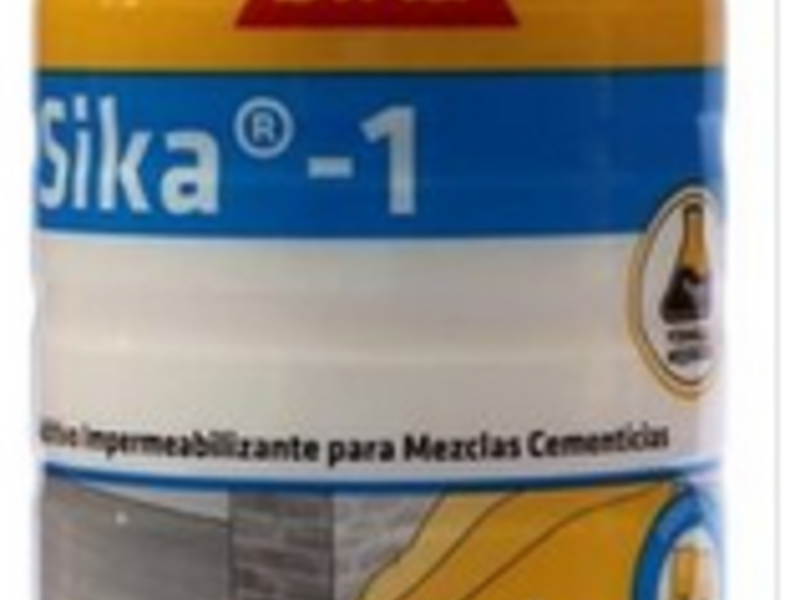 Sika® -1
Impermeabilizante para Mezclas Cementicias